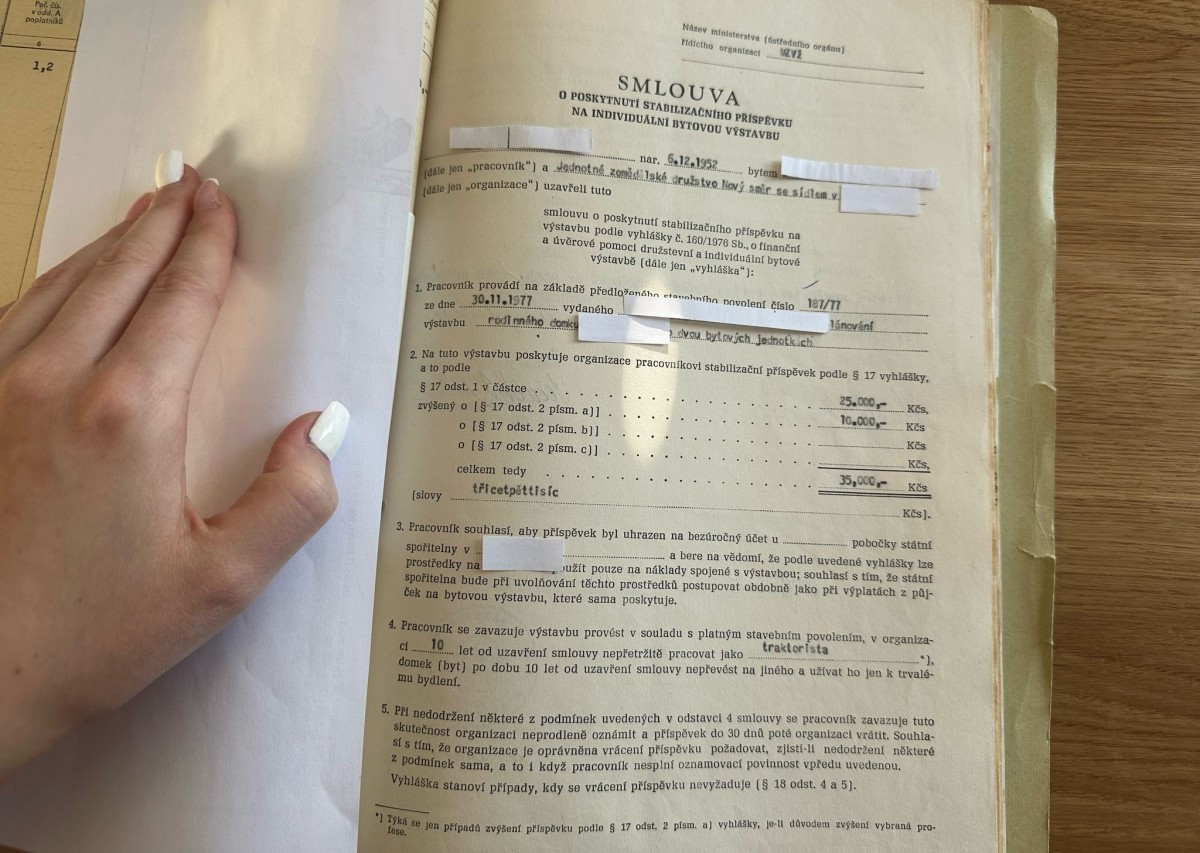 Poč. čís.
v odd. A
poplatníků
6
1,2
Název ministerstva (ústředního orgánu)
řídícího organizaci MZVŽ
SMLOUVA
O POSKYTNUTÍ STABILIZAČNÍHO PŘÍSPĚVKU
NA INDIVIDUÁLNÍ BYTOVOU VÝSTAVBU
nar. 6.12.1952 bytem
(dále jen „pracovník“) a Jednotné zemědělské družstvo Nový směr se sídlem v
(dále jen „organizace“) uzavřeli tuto
smlouvu o poskytnutí stabilizačního příspěvku na
výstavbu podle vyhlášky č. 160/1976 Sb., o finanční
a úvěrové pomoci družstevní a individuální bytové
výstavbě (dále jen „vyhláška“):
1. Pracovník provádí na základě předloženého stavebního povolení číslo 187/77
ze dne 30.11.1977 vydaného lánování
výstavbu rodinného domku o dvou bytových jednotkách
2. Na tuto výstavbu poskytuje organizace pracovníkovi stabilizační příspěvek podle § 17 vyhlášky,
a to podle
§ 17 odst. 1 v částce 25.000,- Kčs,
zvýšený o [§ 17 odst. 2 písm. a)] 10.000,- Kčs
o [§ 17 odst. 2 písm. b)] Kčs
o [§ 17 odst. 2 písm. c)] Kčs,
celkem tedy 35,000,- Kčs
(slovy třicetpěttisíc Kčs).
3. Pracovník souhlasí, aby příspěvek byl uhrazen na bezúročný účet u pobočky státní
spořitelny v a bere na vědomí, že podle uvedené vyhlášky lze
prostředky na použít pouze na náklady spojené s výstavbou; souhlasí s tím, že státní
spořitelna bude při uvolňování těchto prostředků postupovat obdobně jako při výplatách z půj-
ček na bytovou výstavbu, které sama poskytuje.
4. Pracovník se zavazuje výstavbu provést v souladu s platným stavebním povolením, v organiza-
ci 10 let od uzavření smlouvy nepřetržitě pracovat jako traktorista *),
domek (byt) po dobu 10 let od uzavření smlouvy nepřevést na jiného a užívat ho jen k trvalé-
mu bydlení.
5. Při nedodržení některé z podmínek uvedených v odstavci 4 smlouvy se pracovník zavazuje tuto
skutečnost organizaci neprodleně oznámit a příspěvek do 30 dnů poté organizaci vrátit. Souhla-
sí s tím, že organizace je oprávněna vrácení příspěvku požadovat, zjistí-li nedodržení některé
z podmínek sama, a to i když pracovník nesplní oznamovací povinnost vpředu uvedenou.
Vyhláška stanoví případy, kdy se vrácení příspěvku nevyžaduje (§ 18 odst. 4 a 5).
*) Týká se jen případů zvýšení příspěvku podle § 17 odst. 2 písm. a) vyhlášky, je-li důvodem zvýšení vybraná pro-
fese.